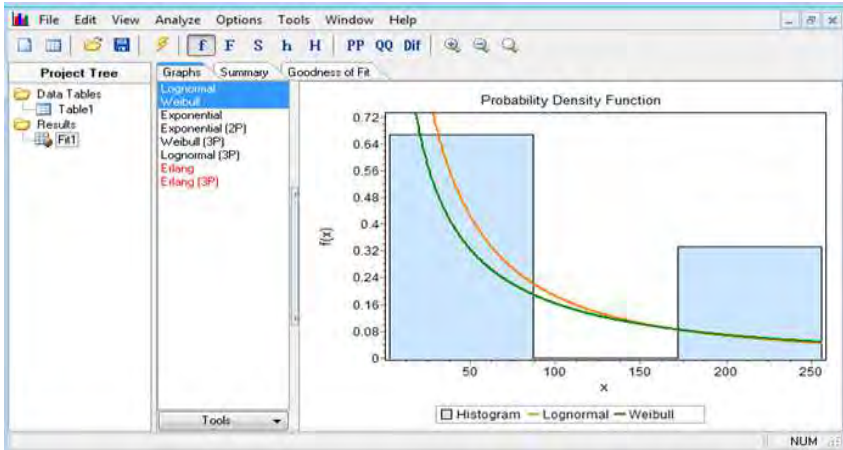 File Edit View Analyze Options Tools Window Help
f F S h H PP QQ Dif
Project Tree
Data Tables
Table1
Results
Fit1
Graphs Summary Goodness of Fit
Lognormal
Weibull
Exponential
Exponential (2P)
Weibull (3P)
Lognormal (3P)
Erlang
Erlang (3P)
Tools
Probability Density Function
f(x)
0.72
0.64
0.56
0.48
0.4
0.32
0.24
0.16
0.08
0
50 100 150 200 250
x
Histogram Lognormal Weibull
NUM